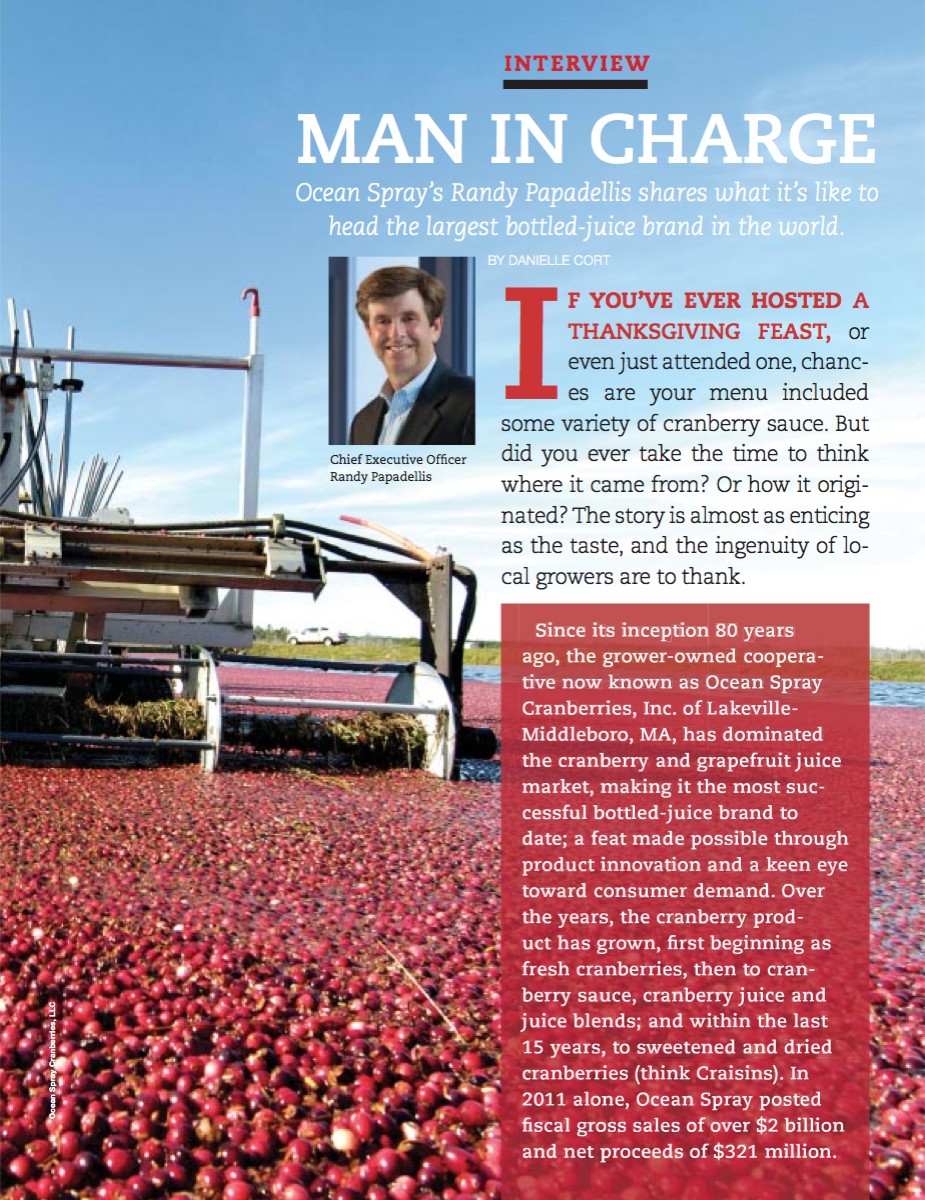 INTERVIEW
MAN IN CHARGE
Ocean Spray's Randy Papadellis shares what it's like to
head the largest bottled-juice brand in the world.
BY DANIELLE CORT
Chief Executive Officer
Randy Papadellis
IF YOU'VE EVER HOSTED A
THANKSGIVING FEAST, or
even just attended one, chanc-
es are your menu included
some variety of cranberry sauce. But
did you ever take the time to think
where it came from? Or how it origi-
nated? The story is almost as enticing
as the taste, and the ingenuity of lo-
cal growers are to thank.
Since its inception 80 years
ago, the grower-owned coopera-
tive now known as Ocean Spray
Cranberries, Inc. of Lakeville-
Middleboro, MA, has dominated
the cranberry and grapefruit juice
market, making it the most suc-
cessful bottled-juice brand to
date; a feat made possible through
product innovation and a keen eye
toward consumer demand. Over
the years, the cranberry prod-
uct has grown, first beginning as
fresh cranberries, then to cran-
berry sauce, cranberry juice and
juice blends; and within the last
15 years, to sweetened and dried
cranberries (think Craisins). In
2011 alone, Ocean Spray posted
fiscal gross sales of over $2 billion
and net proceeds of $321 million.
Ocean Spray Cranberries, LLC